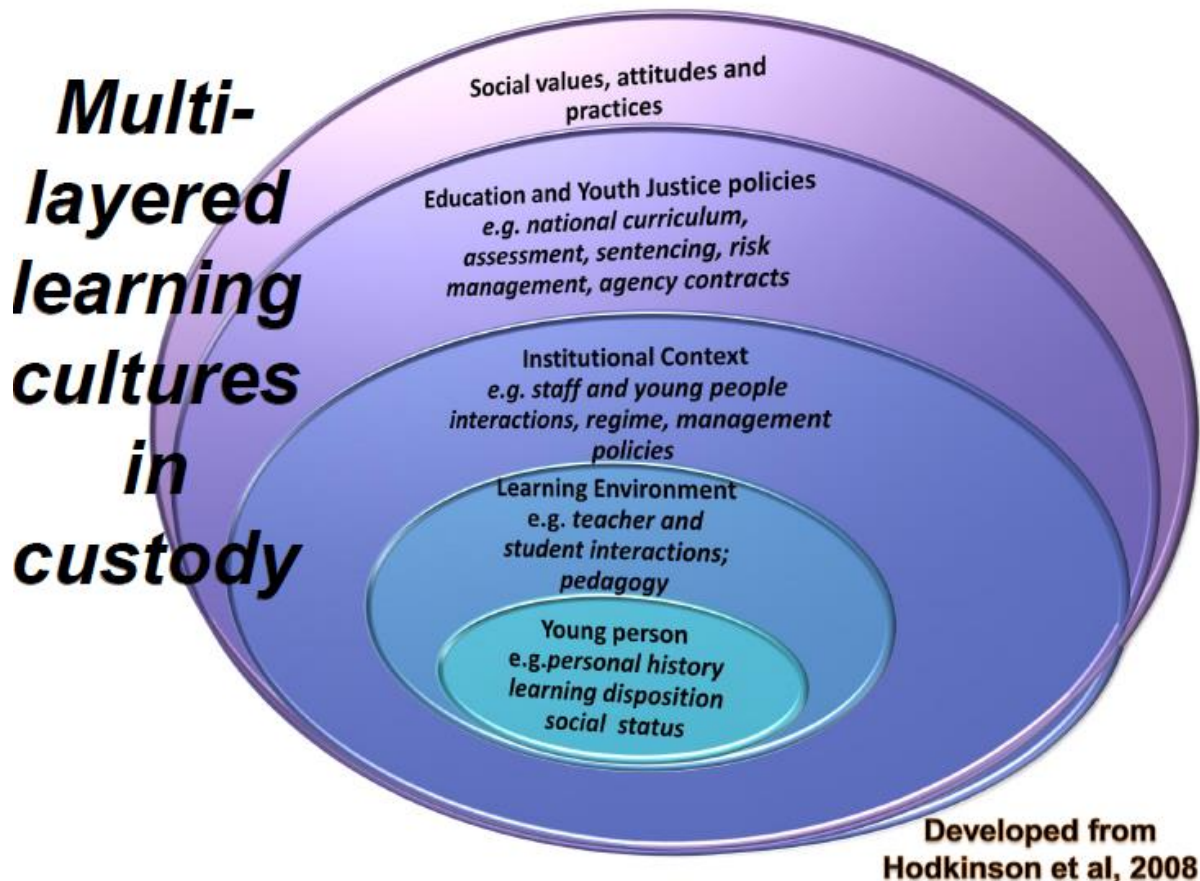 Multi-
layered
learning
cultures
in
custody
Social values, attitudes and
practices
Education and Youth Justice policies
e.g. national curriculum,
assessment, sentencing, risk
management, agency contracts
Institutional Context
e.g. staff and young people
interactions, regime, management
policies
Learning Environment
e.g. teacher and
student interactions;
pedagogy
Young person
e.g.personal history
learning disposition
social status
Developed from
Hodkinson et al, 2008